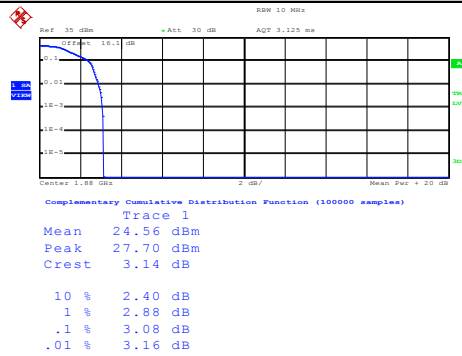 RBW 10 MHz
Ref 35 dBm Att 30 dB AQT 3.125 ms
Offset 16.1 dB
0.1
0.01
1E-3
1E-4
1E-5
1 SA
VIEW
A
LV
3D
Center 1.88 GHz 2 dB/ Mean Pwr + 20 dB
Complementary Cumulative Distribution Function (100000 samples)
Trace 1
Mean 24.56 dBm
Peak 27.70 dBm
Crest 3.14 dB
10 % 2.40 dB
1 % 2.88 dB
.1 % 3.08 dB
.01 % 3.16 dB